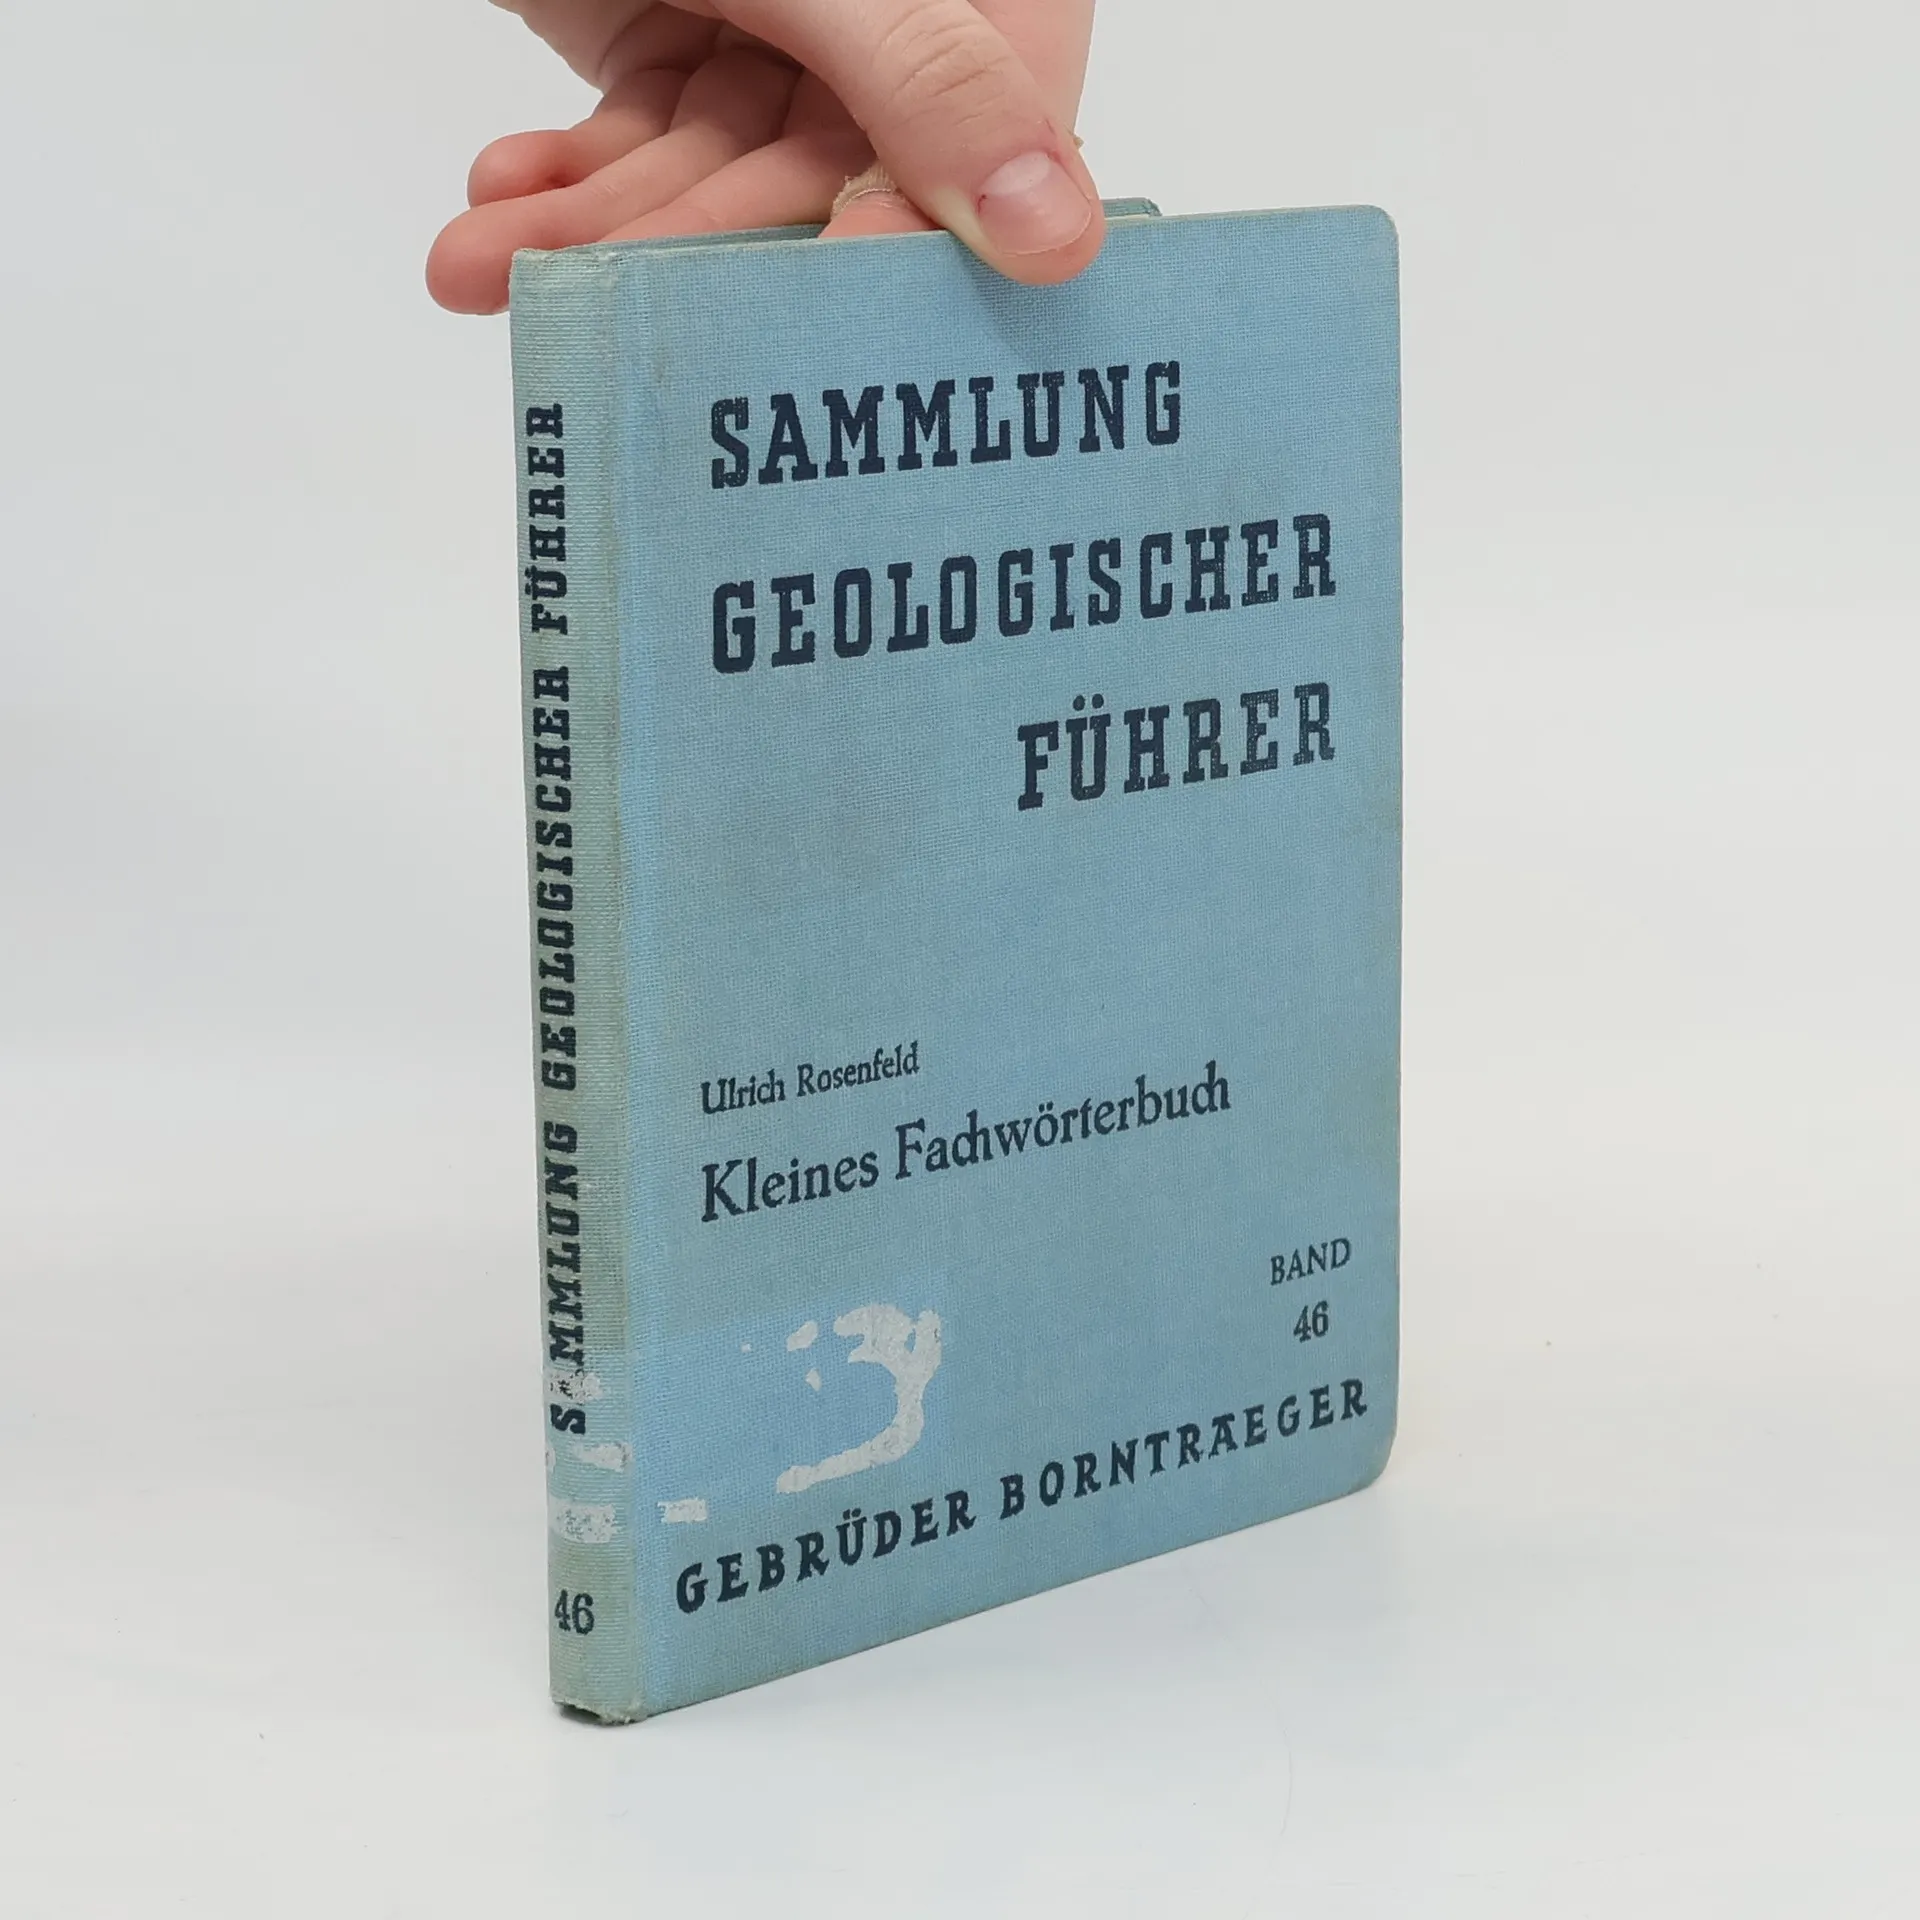 SAMMLUNG GEOLOGISCHER FÜHRER
46
SAMMLUNG
GEOLOGISCHER
FÜHRER
Ulrich Rosenfeld
Kleines Fachwörterbuch
BAND
46
GEBRÜDER BORNTRAEGER